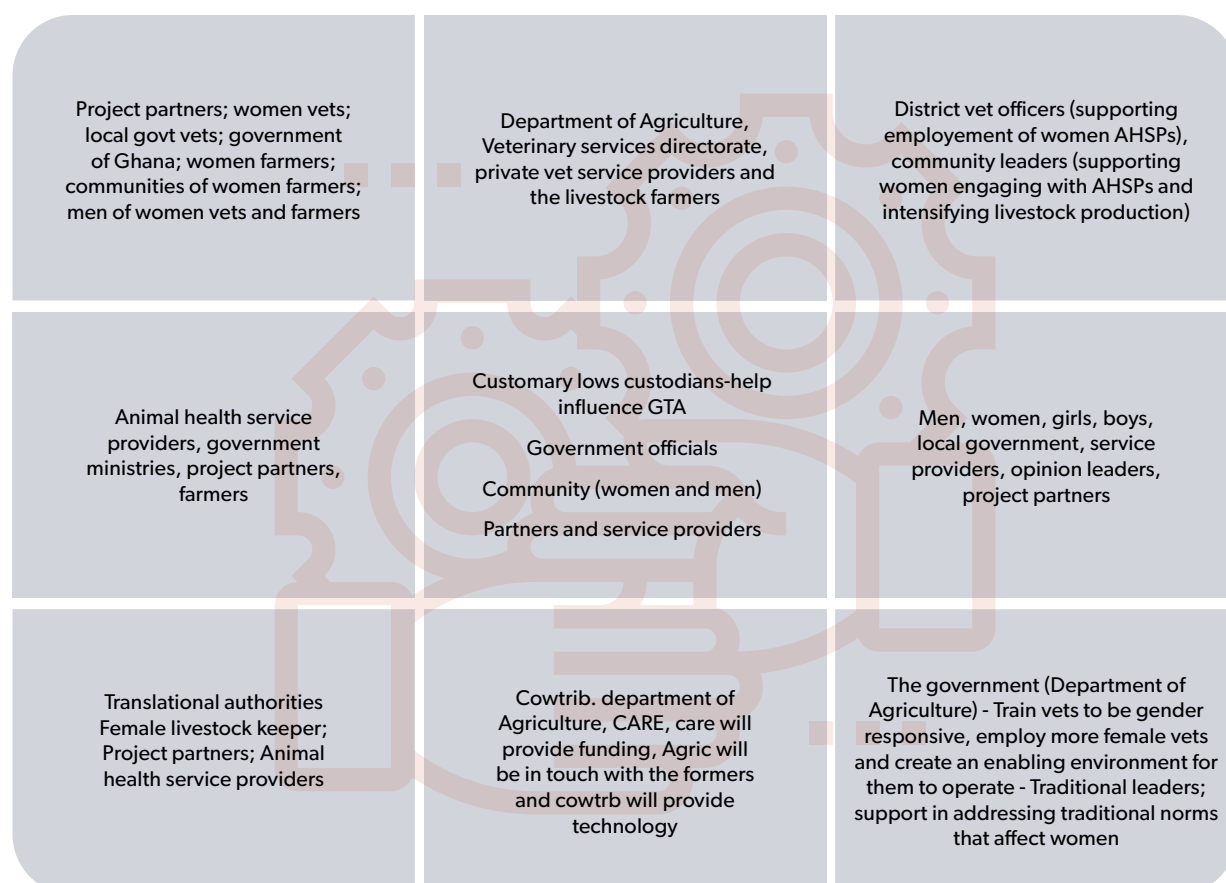 Project partners; women vets;
local govt vets; government
of Ghana; women farmers;
communities of women farmers;
men of women vets and farmers
Department of Agriculture,
Veterinary services directorate,
private vet service providers and
the livestock farmers
District vet officers (supporting
employement of women AHSPs),
community leaders (supporting
women engaging with AHSPs and
intensifying livestock production)
Animal health service
providers, government
ministries, project partners,
farmers
Customary lows custodians-help
influence GTA
Government officials
Community (women and men)
Partners and service providers
Men, women, girls, boys,
local government, service
providers, opinion leaders,
project partners
Translational authorities
Female livestock keeper;
Project partners; Animal
health service providers
Cowtrib. department of
Agriculture, CARE, care will
provide funding, Agric will
be in touch with the formers
and cowtrb will provide
technology
The government (Department of
Agriculture) - Train vets to be gender
responsive, employ more female vets
and create an enabling environment for
them to operate - Traditional leaders;
support in addressing traditional norms
that affect women